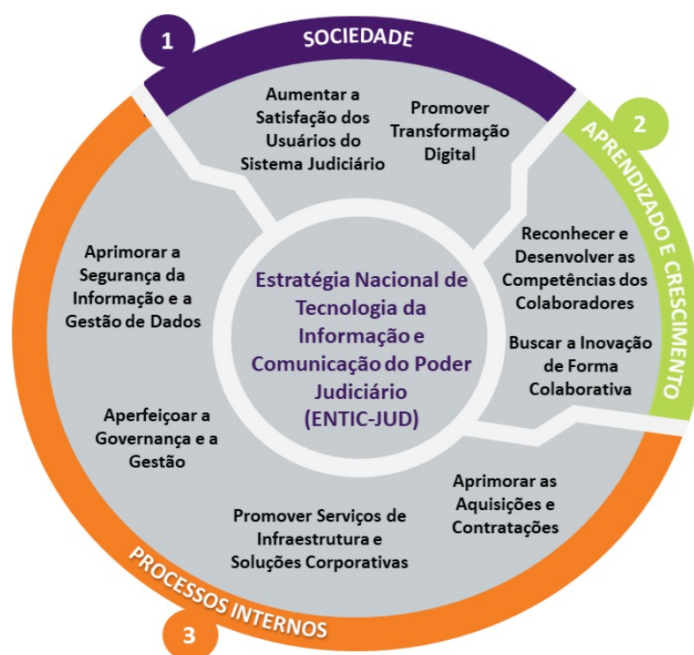 1
SOCIEDADE
Aumentar a
Satisfação dos
Usuários do
Sistema Judiciário
Promover
Transformação
Digital
2
APRENDIZADO E CRESCIMENTO
Reconhecer e
Desenvolver as
Competências dos
Colaboradores
Buscar a Inovação
de Forma
Colaborativa
Estratégia Nacional de
Tecnologia da
Informação e
Comunicação do Poder
Judiciário
(ENTIC-JUD)
Aprimorar a
Segurança da
Informação e a
Gestão de Dados
Aperfeiçoar a
Governança e a
Gestão
Promover Serviços de
Infraestrutura e
Soluções Corporativas
Aprimorar as
Aquisições e
Contratações
PROCESSOS INTERNOS
3